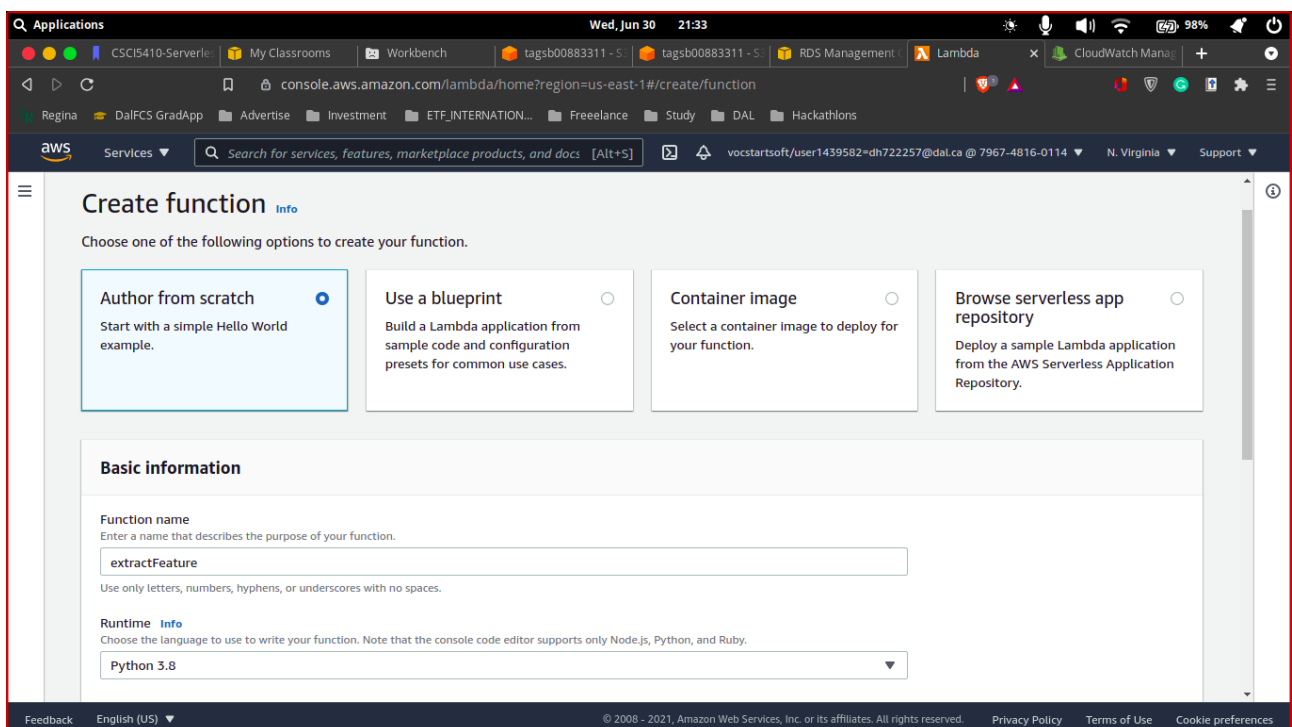 Applications Wed, Jun 30 21:33 98%
CSCI5410-Serverles My Classrooms Workbench tagsb00883311 - S3 tagsb00883311 - S3 RDS Management C Lambda × CloudWatch Manag +
console.aws.amazon.com/lambda/home?region=us-east-1#/create/function
Regina DalFCS GradApp Advertise Investment ETF_INTERNATION... Freeelance Study DAL Hackathlons
aws Services ▼ Search for services, features, marketplace products, and docs [Alt+S] vocstartsoft/user1439582=dh722257@dal.ca @ 7967-4816-0114 ▼ N. Virginia ▼ Support ▼
Create function Info
Choose one of the following options to create your function.
Author from scratch
Start with a simple Hello World
example.
Use a blueprint
Build a Lambda application from
sample code and configuration
presets for common use cases.
Container image
Select a container image to deploy for
your function.
Browse serverless app
repository
Deploy a sample Lambda application
from the AWS Serverless Application
Repository.
Basic information
Function name
Enter a name that describes the purpose of your function.
extractFeature
Use only letters, numbers, hyphens, or underscores with no spaces.
Runtime Info
Choose the language to use to write your function. Note that the console code editor supports only Node.js, Python, and Ruby.
Python 3.8
Feedback English (US) ▼ © 2008 - 2021, Amazon Web Services, Inc. or its affiliates. All rights reserved. Privacy Policy Terms of Use Cookie preferences